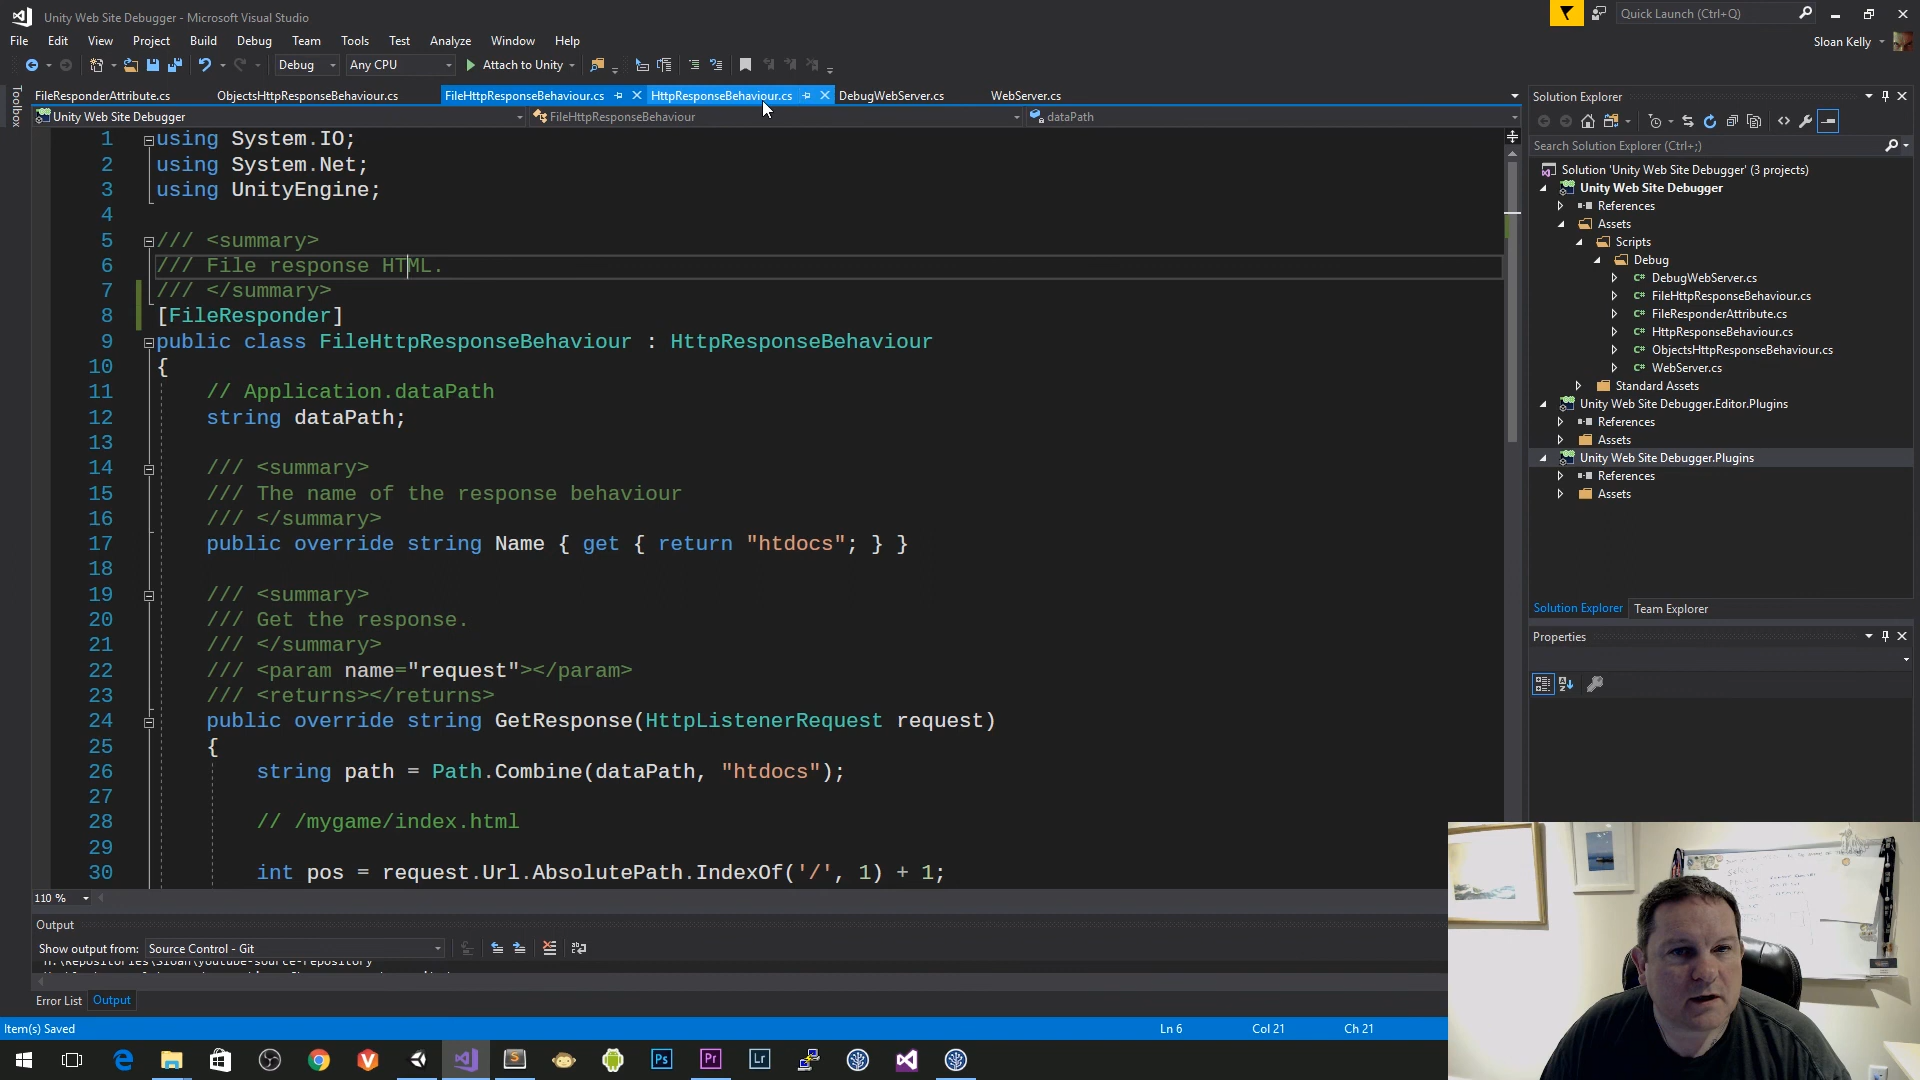 Unity Web Site Debugger - Microsoft Visual Studio
Quick Launch (Ctrl+Q)
File Edit View Project Build Debug Team Tools Test Analyze Window Help
Sloan Kelly
Debug Any CPU Attach to Unity
Toolbox
FileResponderAttribute.cs ObjectsHttpResponseBehaviour.cs FileHttpResponseBehaviour.cs HttpResponseBehaviour.cs DebugWebServer.cs WebServer.cs
Unity Web Site Debugger FileHttpResponseBehaviour dataPath
1 using System.IO;
2 using System.Net;
3 using UnityEngine;
4
5 /// <summary>
6 /// File response HTML.
7 /// </summary>
8 [FileResponder]
9 public class FileHttpResponseBehaviour : HttpResponseBehaviour
10 {
11 // Application.dataPath
12 string dataPath;
13
14 /// <summary>
15 /// The name of the response behaviour
16 /// </summary>
17 public override string Name { get { return "htdocs"; } }
18
19 /// <summary>
20 /// Get the response.
21 /// </summary>
22 /// <param name="request"></param>
23 /// <returns></returns>
24 public override string GetResponse(HttpListenerRequest request)
25 {
26 string path = Path.Combine(dataPath, "htdocs");
27
28 // /mygame/index.html
29
30 int pos = request.Url.AbsolutePath.IndexOf('/', 1) + 1;
110 %
Output
Show output from: Source Control - Git
Error List Output
Item(s) Saved Ln 6 Col 21 Ch 21
Solution Explorer
Search Solution Explorer (Ctrl+;)
Solution 'Unity Web Site Debugger' (3 projects)
Unity Web Site Debugger
References
Assets
Scripts
Debug
C# DebugWebServer.cs
C# FileHttpResponseBehaviour.cs
C# FileResponderAttribute.cs
C# HttpResponseBehaviour.cs
C# ObjectsHttpResponseBehaviour.cs
C# WebServer.cs
Standard Assets
Unity Web Site Debugger.Editor.Plugins
References
Assets
Unity Web Site Debugger.Plugins
References
Assets
Solution Explorer Team Explorer
Properties
Ps Pr Lr